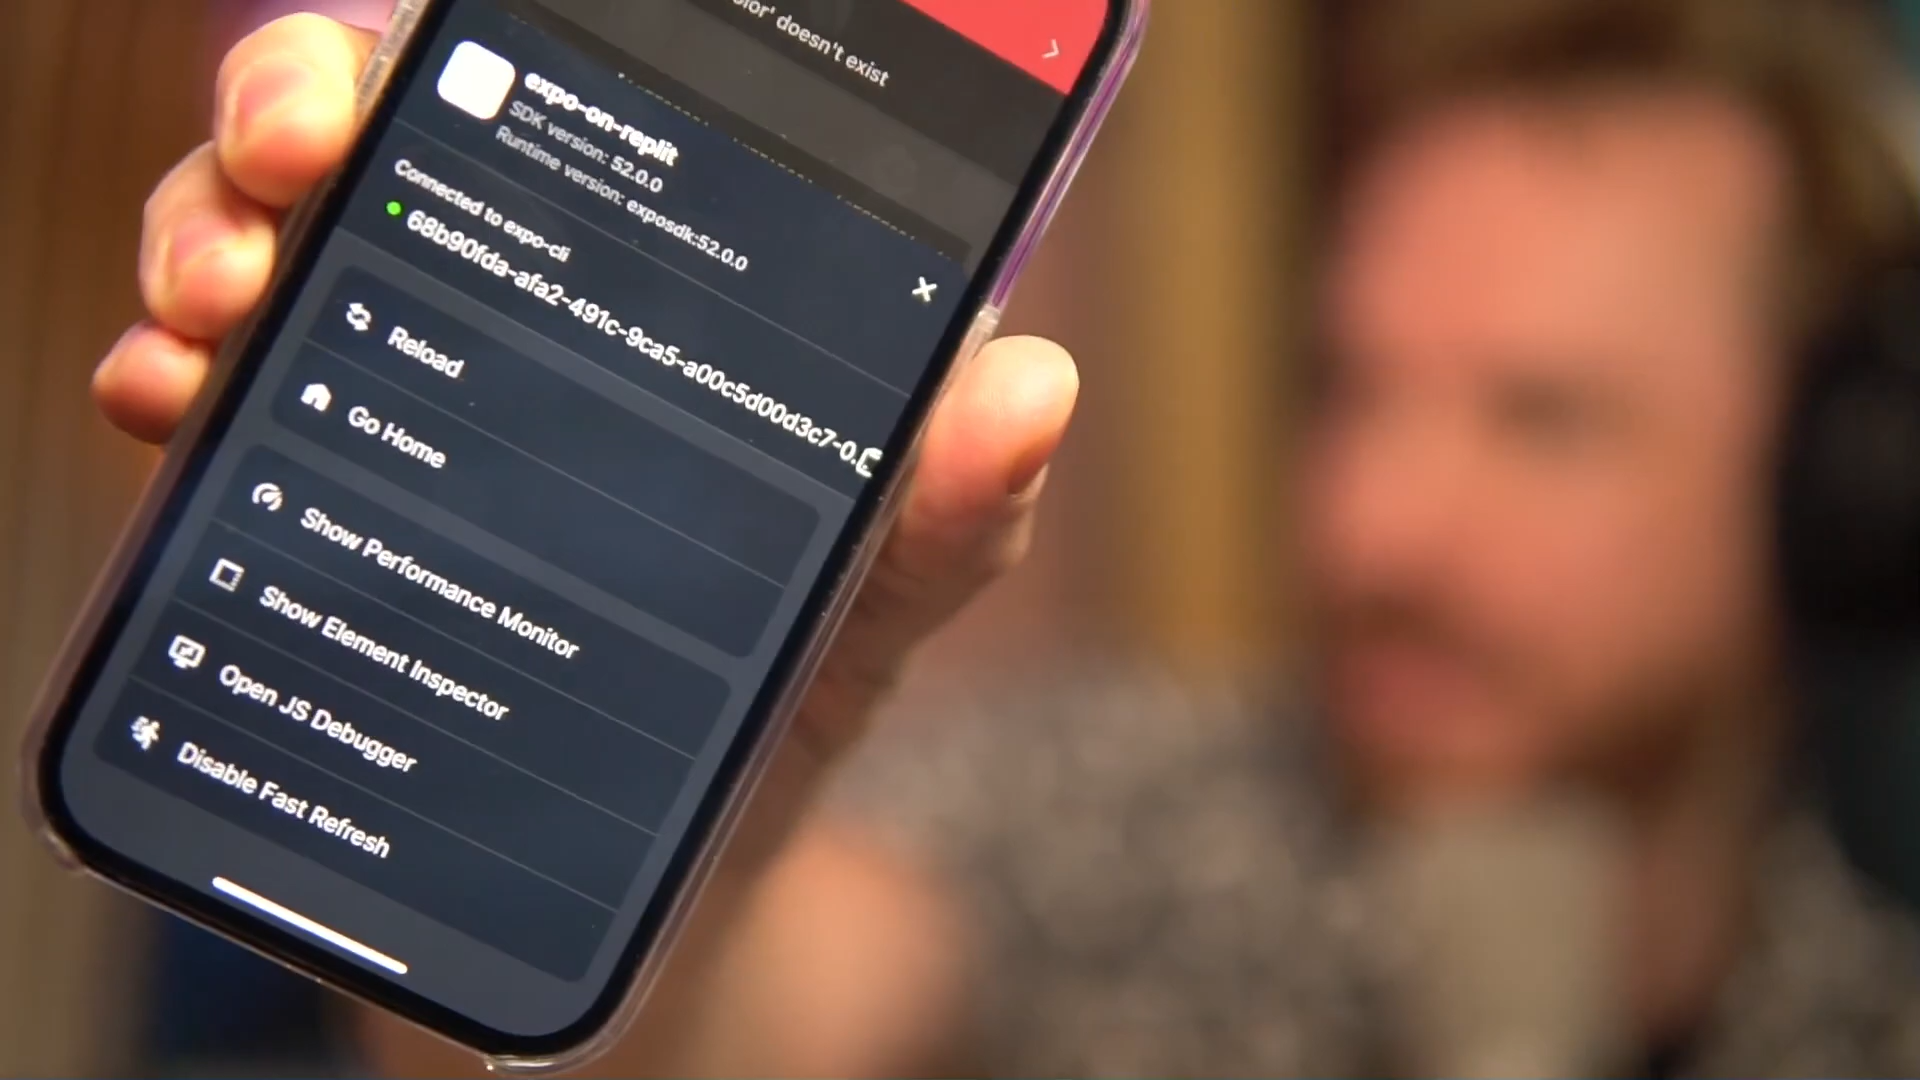 doesn't exist
expo-on-replit
SDK version: 52.0.0
Runtime version: exposdk:52.0.0
Connected to expo-cli
68b90fda-afa2-491c-9ca5-a00c5d00d3c7-0.
Reload
Go Home
Show Performance Monitor
Show Element Inspector
Open JS Debugger
Disable Fast Refresh